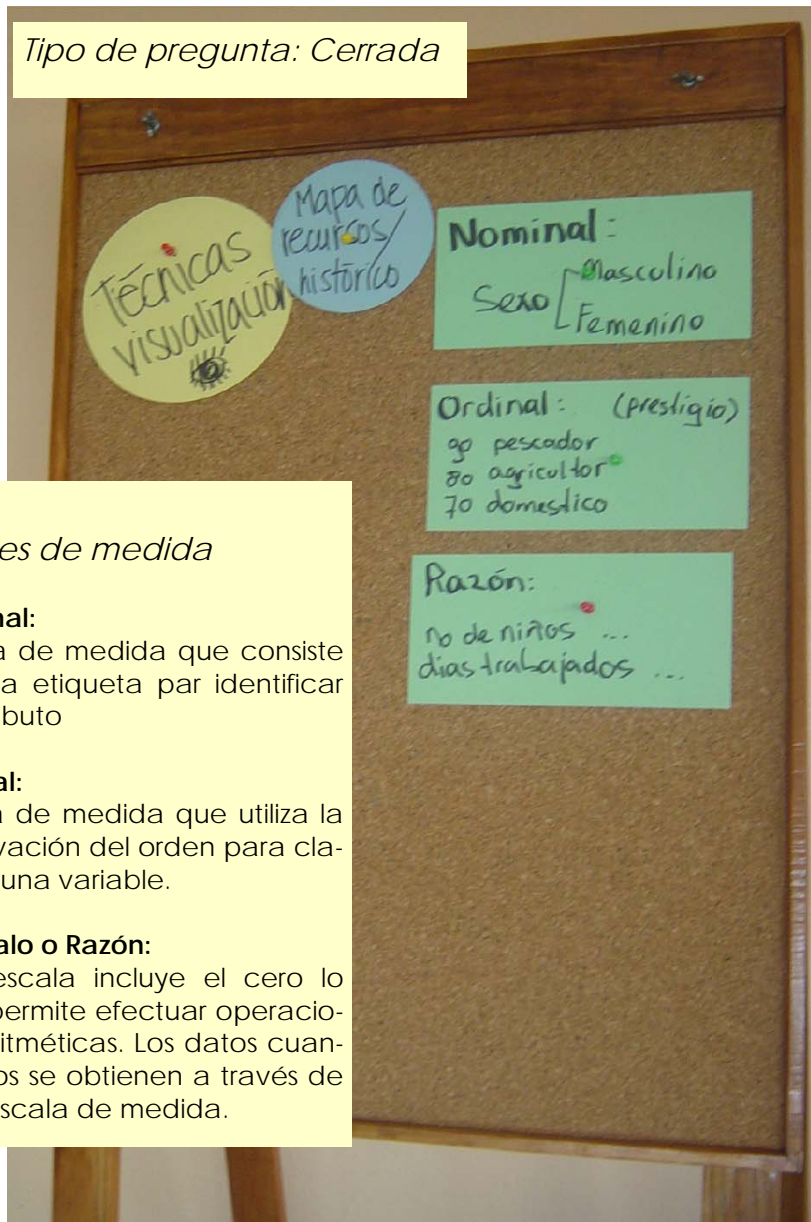 Tipo de pregunta: Cerrada
Técnicas
visualización
Mapa de
recursos/
histórico
Nominal:
Sexo
Masculino
Femenino
Ordinal: (prestigio)
90 pescador
80 agricultor
70 domestico
Razón:
no de niños ...
dias trabajados ...
es de medida
nal:
a de medida que consiste
a etiqueta par identificar
buto
al:
a de medida que utiliza la
vación del orden para cla-
una variable.
alo o Razón:
escala incluye el cero lo
permite efectuar operacio-
itméticas. Los datos cuan-
os se obtienen a través de
scala de medida.